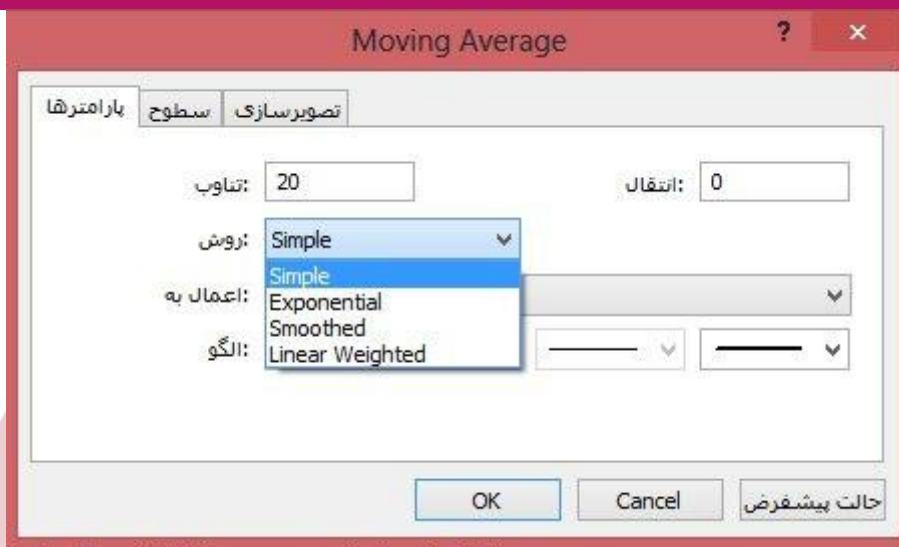 Moving Average ?
پارامترها سطوح تصویرسازی
تناوب: 20 انتقال: 0
روش: Simple
Simple
اعمال به:
Exponential
Smoothed
الگو:
Linear Weighted
OK Cancel حالت پیشفرض